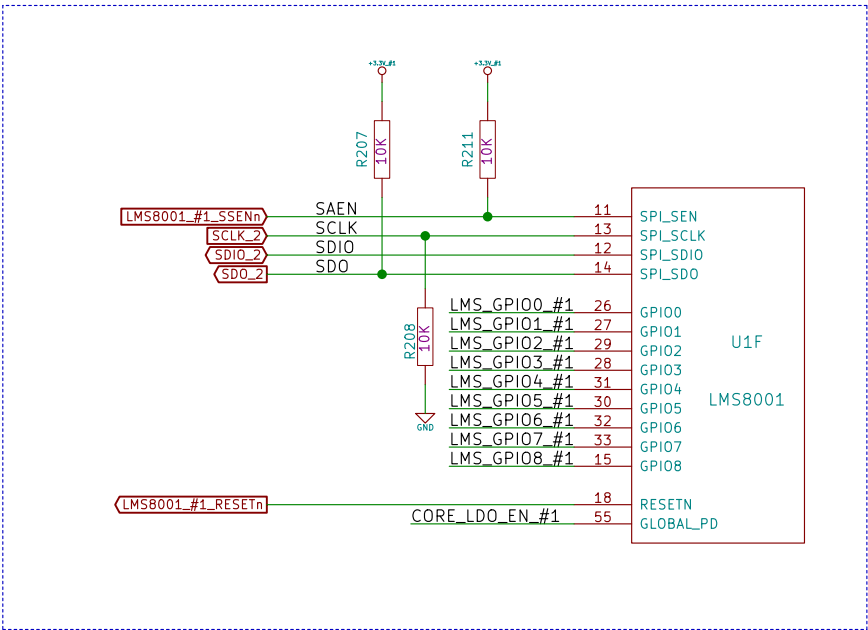 +3.3V_#1 +3.3V_#1
R207 10K R211 10K
LMS8001_#1_SSENn SAEN 11 SPI_SEN
SCLK_2 SCLK 13 SPI_SCLK
SDIO_2 SDIO 12 SPI_SDIO
SDO_2 SDO 14 SPI_SDO
LMS_GPIO0_#1 26 GPIO0
LMS_GPIO1_#1 27 GPIO1
LMS_GPIO2_#1 29 GPIO2
LMS_GPIO3_#1 28 GPIO3
LMS_GPIO4_#1 31 GPIO4
LMS_GPIO5_#1 30 GPIO5
LMS_GPIO6_#1 32 GPIO6
LMS_GPIO7_#1 33 GPIO7
LMS_GPIO8_#1 15 GPIO8
R208 10K
GND
U1F
LMS8001
LMS8001_#1_RESETn 18 RESETN
CORE_LDO_EN_#1 55 GLOBAL_PD